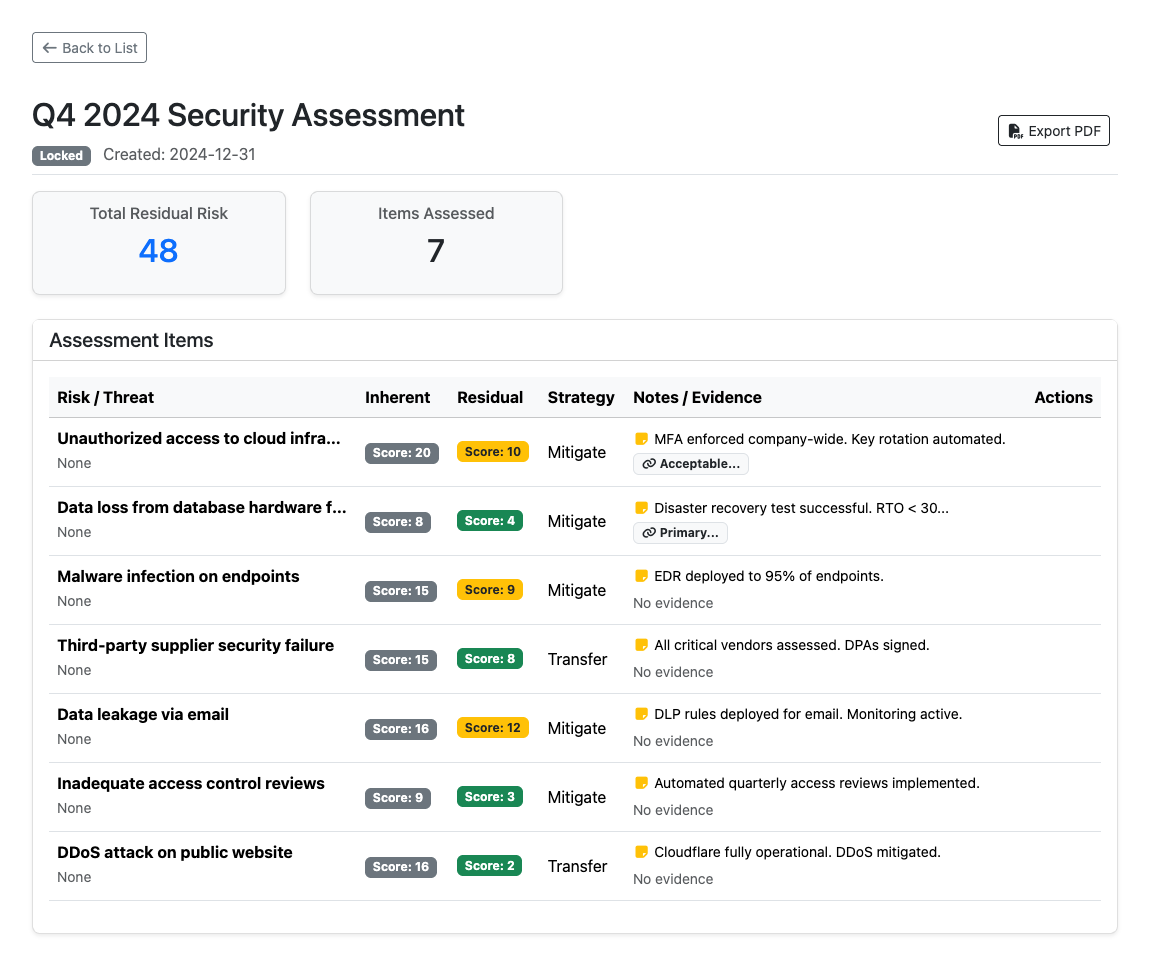 Back to List
Q4 2024 Security Assessment
Export PDF
Locked Created: 2024-12-31
Total Residual Risk
48
Items Assessed
7
Assessment Items
Risk / Threat Inherent Residual Strategy Notes / Evidence Actions
Unauthorized access to cloud infra...
None
Score: 20 Score: 10 Mitigate
MFA enforced company-wide. Key rotation automated.
Acceptable...
Data loss from database hardware f...
None
Score: 8 Score: 4 Mitigate
Disaster recovery test successful. RTO < 30...
Primary...
Malware infection on endpoints
None
Score: 15 Score: 9 Mitigate
EDR deployed to 95% of endpoints.
No evidence
Third-party supplier security failure
None
Score: 15 Score: 8 Transfer
All critical vendors assessed. DPAs signed.
No evidence
Data leakage via email
None
Score: 16 Score: 12 Mitigate
DLP rules deployed for email. Monitoring active.
No evidence
Inadequate access control reviews
None
Score: 9 Score: 3 Mitigate
Automated quarterly access reviews implemented.
No evidence
DDoS attack on public website
None
Score: 16 Score: 2 Transfer
Cloudflare fully operational. DDoS mitigated.
No evidence